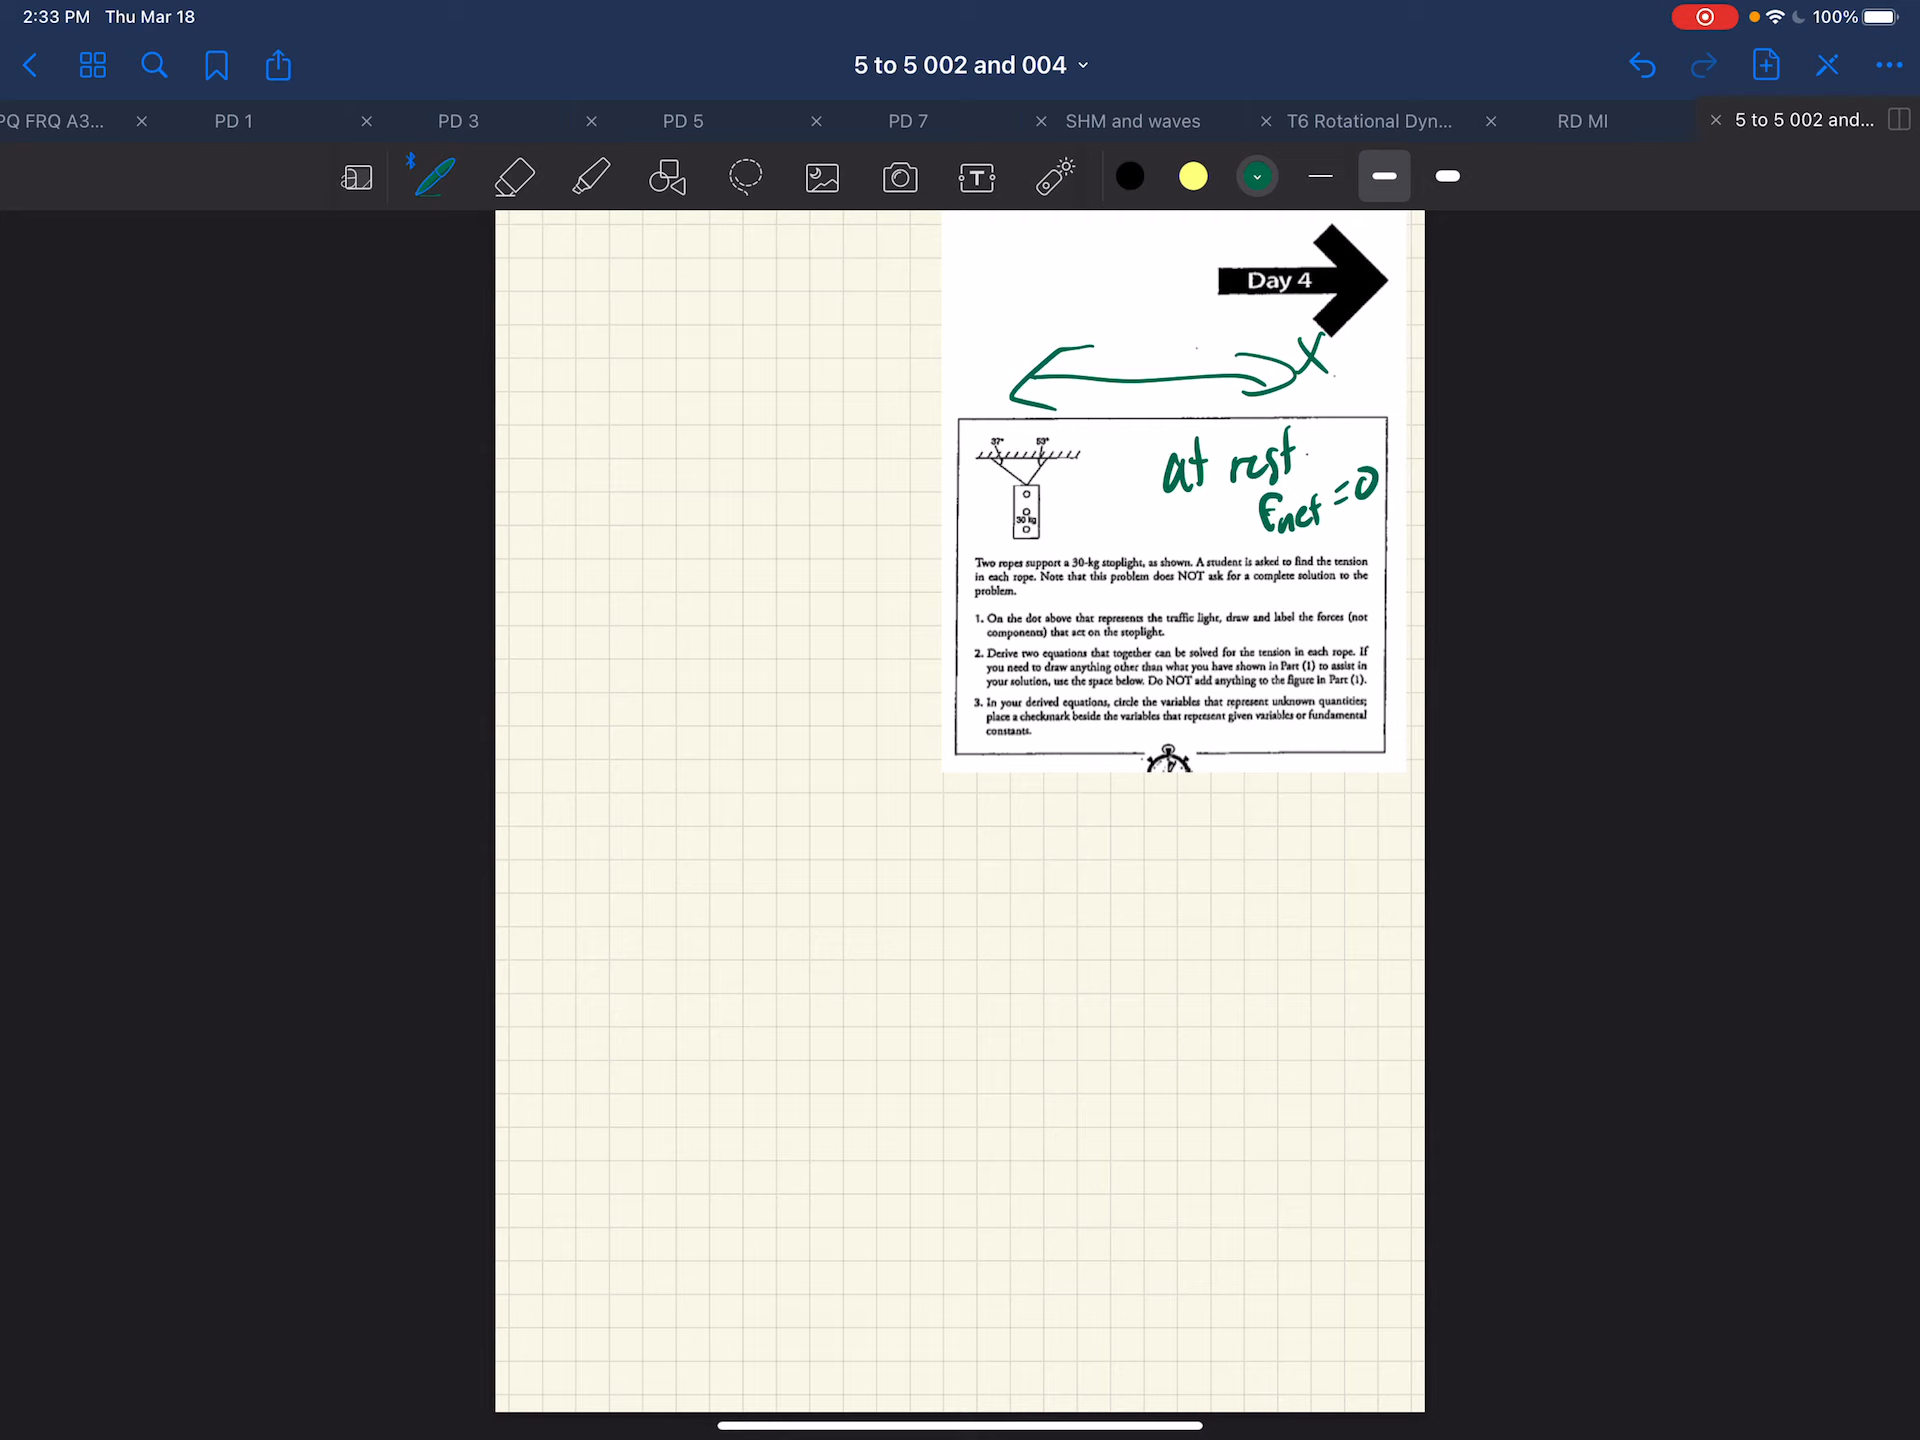 2:33 PM Thu Mar 18
100%
5 to 5 002 and 004
PQ FRQ A3...
PD 1
PD 3
PD 5
PD 7
SHM and waves
T6 Rotational Dyn...
RD MI
5 to 5 002 and...
Day 4
X
37°
53°
30 kg
at rest
Fnet = 0
Two ropes support a 30-kg stoplight, as shown. A student is asked to find the tension
in each rope. Note that this problem does NOT ask for a complete solution to the
problem.
1. On the dot above that represents the traffic light, draw and label the forces (not
components) that act on the stoplight.
2. Derive two equations that together can be solved for the tension in each rope. If
you need to draw anything other than what you have shown in Part (1) to assist in
your solution, use the space below. Do NOT add anything to the figure in Part (1).
3. In your derived equations, circle the variables that represent unknown quantities;
place a checkmark beside the variables that represent given variables or fundamental
constants.